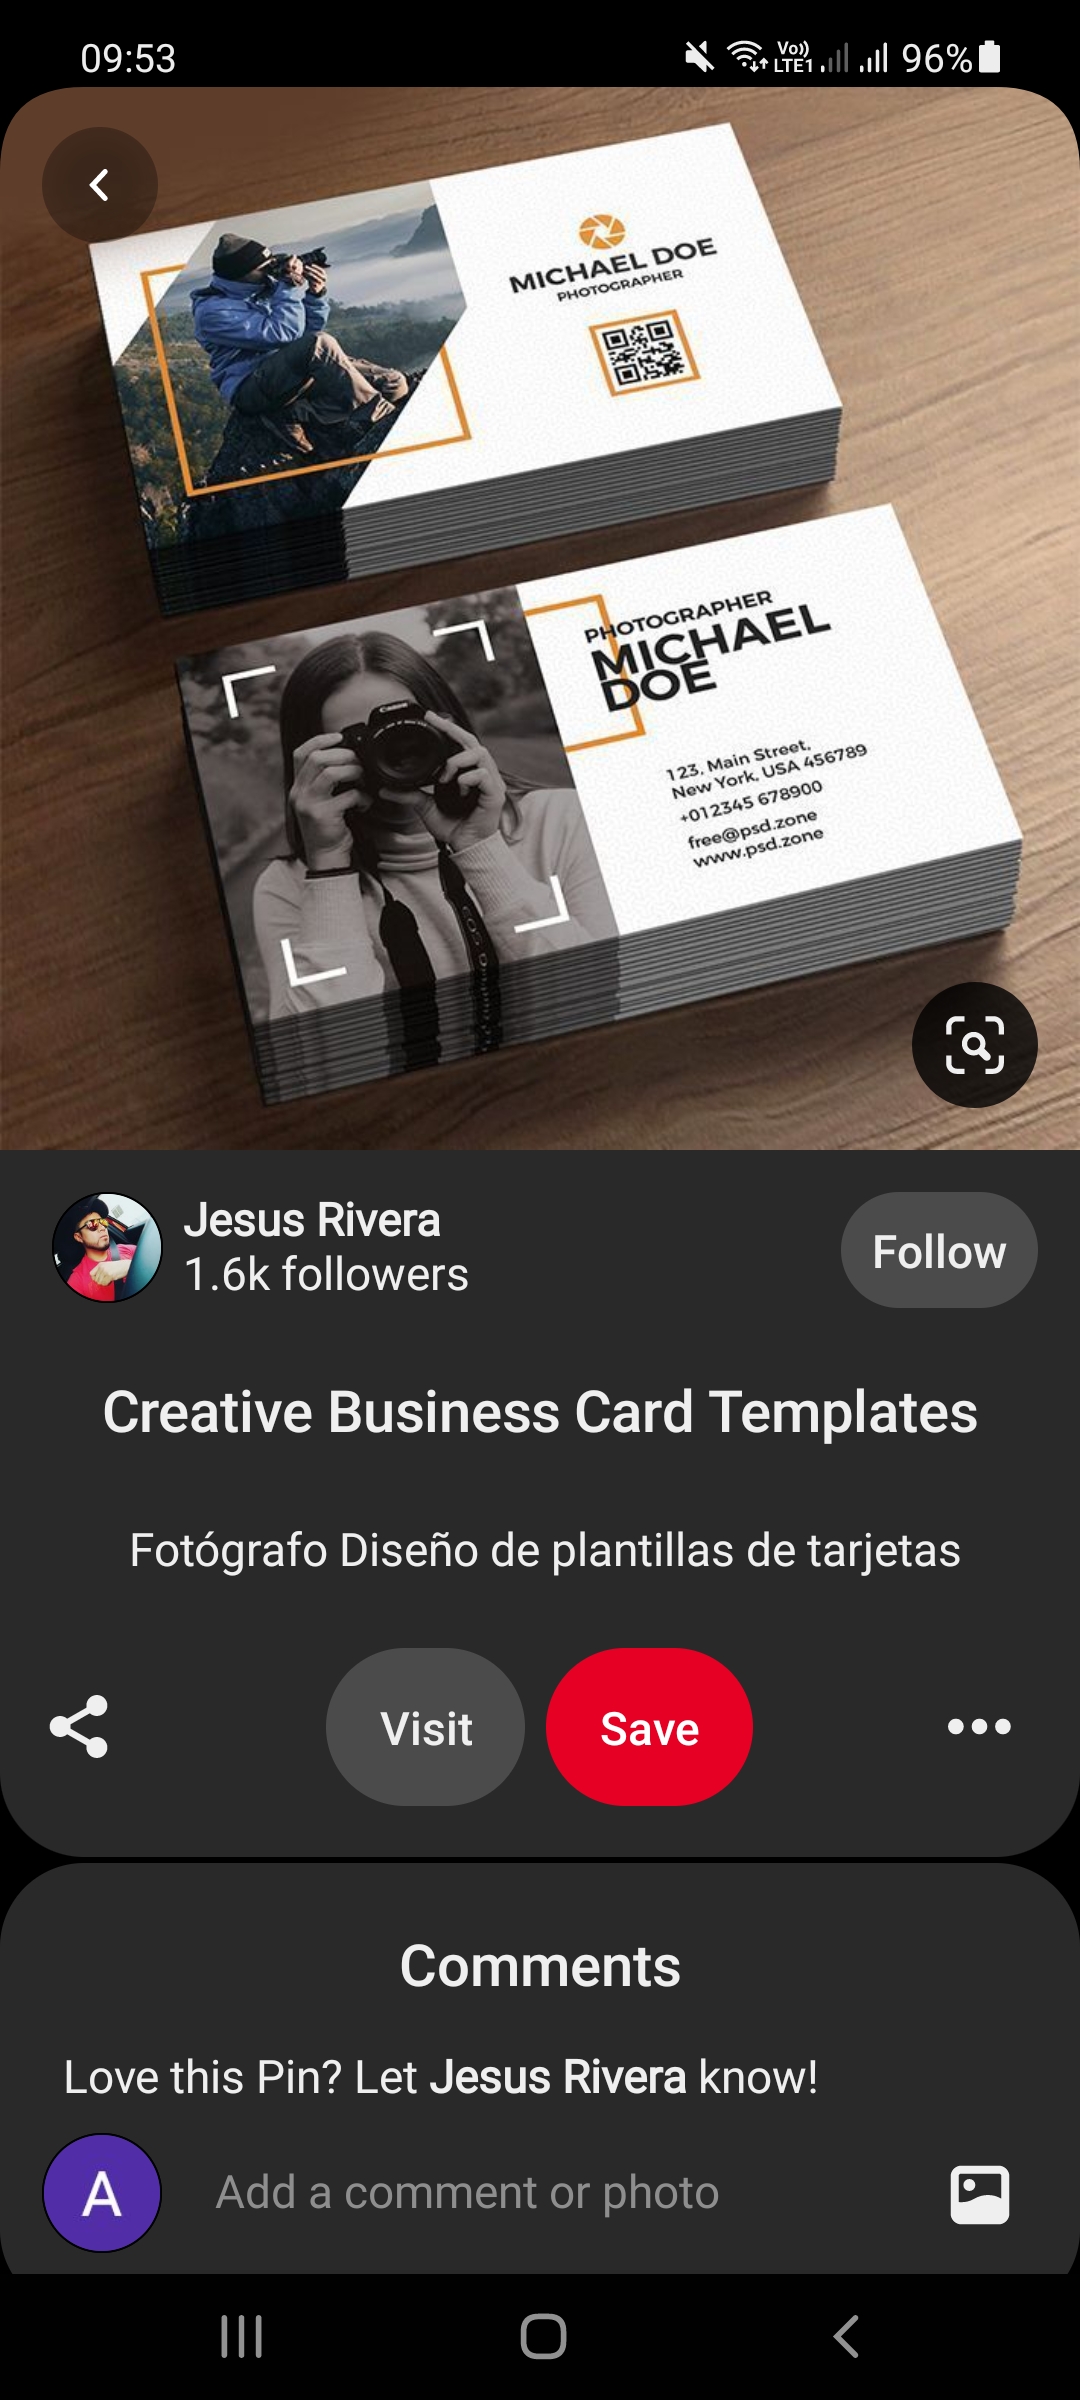 09:53
Vo))
LTE1
96%
MICHAEL DOE
PHOTOGRAPHER
PHOTOGRAPHER
MICHAEL
DOE
Canon
123, Main Street,
New York, USA 456789
+012345 678900
free@psd.zone
www.psd.zone
Jesus Rivera
1.6k followers
Follow
Creative Business Card Templates
Fotógrafo Diseño de plantillas de tarjetas
Visit
Save
Comments
Love this Pin? Let Jesus Rivera know!
A
Add a comment or photo